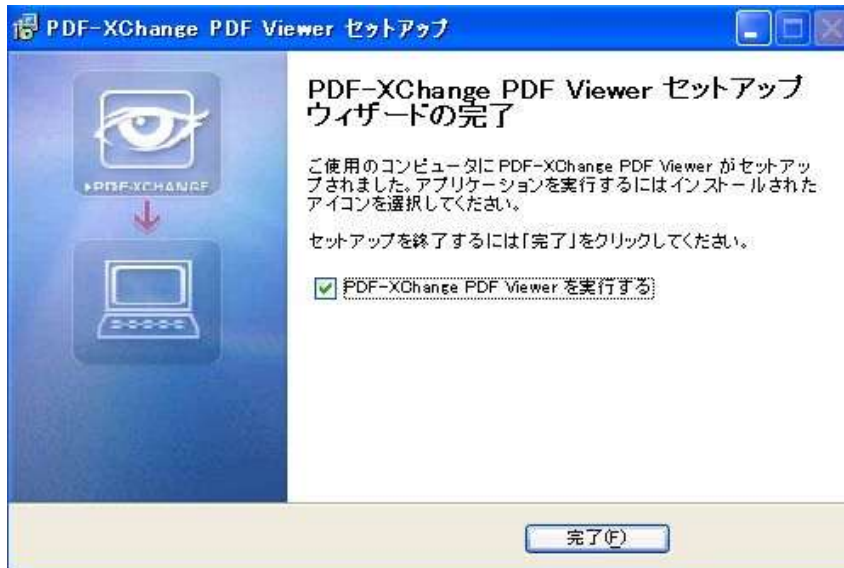 PDF-XChange PDF Viewer セットアップ
PDF-XChange PDF Viewer セットアップ
ウィザードの完了
ご使用のコンピュータに PDF-XChange PDF Viewer がセットアッ
プされました。アプリケーションを実行するにはインストールされた
アイコンを選択してください。
セットアップを終了するには「完了」をクリックしてください。
PDF-XChange PDF Viewer を実行する
PDF-XCHANGE
完了(F)